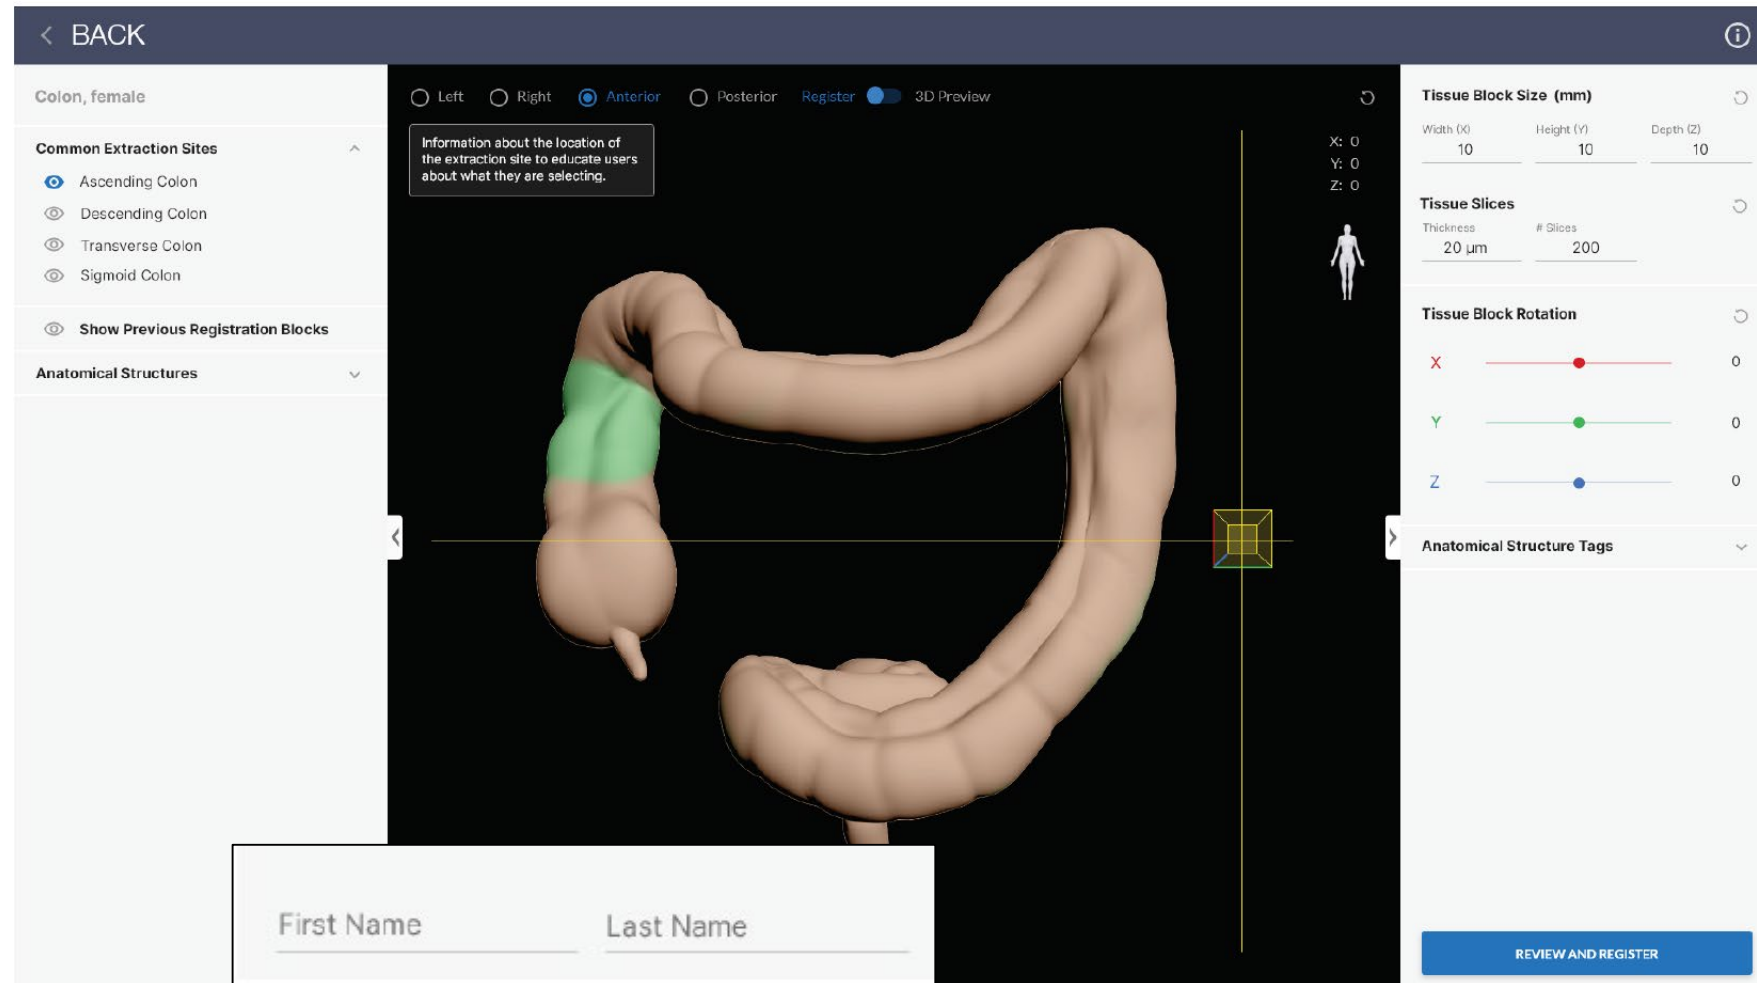 BACK
Colon, female
Common Extraction Sites
Ascending Colon
Descending Colon
Transverse Colon
Sigmoid Colon
Show Previous Registration Blocks
Anatomical Structures
Left Right Anterior Posterior Register 3D Preview
Information about the location of
the extraction site to educate users
about what they are selecting.
X: 0
Y: 0
Z: 0
Tissue Block Size (mm)
Width (X) Height (Y) Depth (Z)
10 10 10
Tissue Slices
Thickness # Slices
20 μm 200
Tissue Block Rotation
X 0
Y 0
Z 0
Anatomical Structure Tags
REVIEW AND REGISTER
First Name Last Name